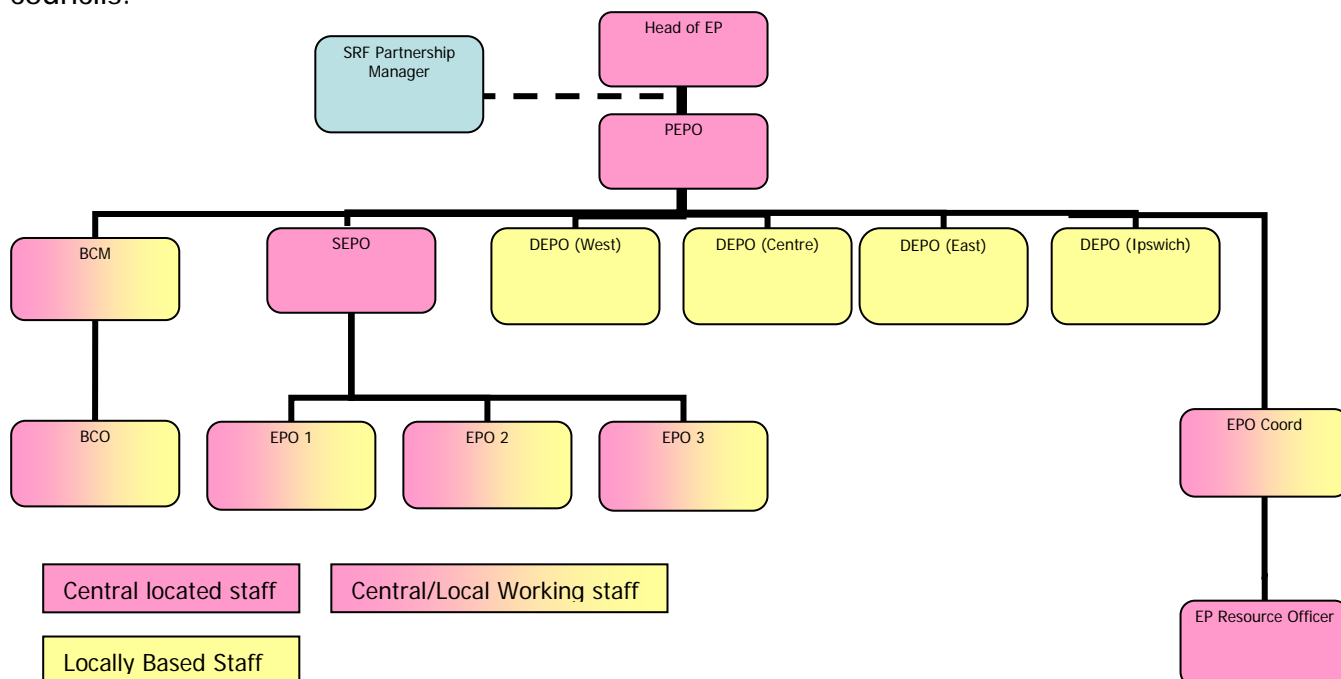 councils.
Head of EP
SRF Partnership
Manager
PEPO
BCM
SEPO
DEPO (West)
DEPO (Centre)
DEPO (East)
DEPO (Ipswich)
BCO
EPO 1
EPO 2
EPO 3
EPO Coord
Central located staff
Central/Local Working staff
EP Resource Officer
Locally Based Staff